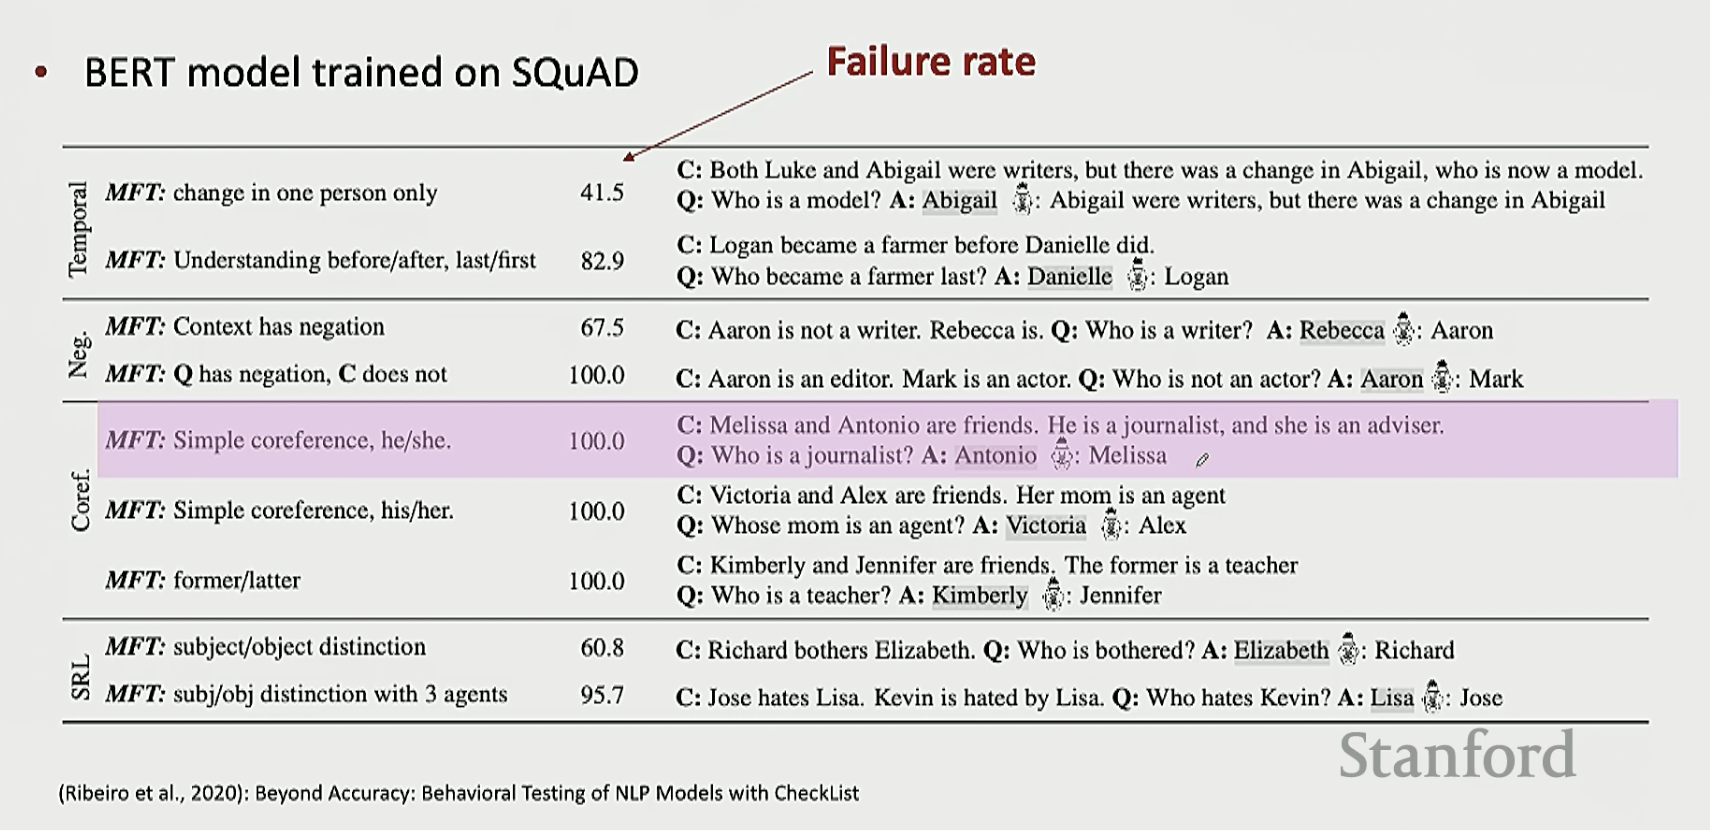 • BERT model trained on SQuAD
Failure rate
Temporal
MFT: change in one person only 41.5 C: Both Luke and Abigail were writers, but there was a change in Abigail, who is now a model.
Q: Who is a model? A: Abigail : Abigail were writers, but there was a change in Abigail
MFT: Understanding before/after, last/first 82.9 C: Logan became a farmer before Danielle did.
Q: Who became a farmer last? A: Danielle : Logan
Neg.
MFT: Context has negation 67.5 C: Aaron is not a writer. Rebecca is. Q: Who is a writer? A: Rebecca : Aaron
MFT: Q has negation, C does not 100.0 C: Aaron is an editor. Mark is an actor. Q: Who is not an actor? A: Aaron : Mark
Coref.
MFT: Simple coreference, he/she. 100.0 C: Melissa and Antonio are friends. He is a journalist, and she is an adviser.
Q: Who is a journalist? A: Antonio : Melissa
MFT: Simple coreference, his/her. 100.0 C: Victoria and Alex are friends. Her mom is an agent
Q: Whose mom is an agent? A: Victoria : Alex
MFT: former/latter 100.0 C: Kimberly and Jennifer are friends. The former is a teacher
Q: Who is a teacher? A: Kimberly : Jennifer
SRL
MFT: subject/object distinction 60.8 C: Richard bothers Elizabeth. Q: Who is bothered? A: Elizabeth : Richard
MFT: subj/obj distinction with 3 agents 95.7 C: Jose hates Lisa. Kevin is hated by Lisa. Q: Who hates Kevin? A: Lisa : Jose
Stanford
(Ribeiro et al., 2020): Beyond Accuracy: Behavioral Testing of NLP Models with CheckList